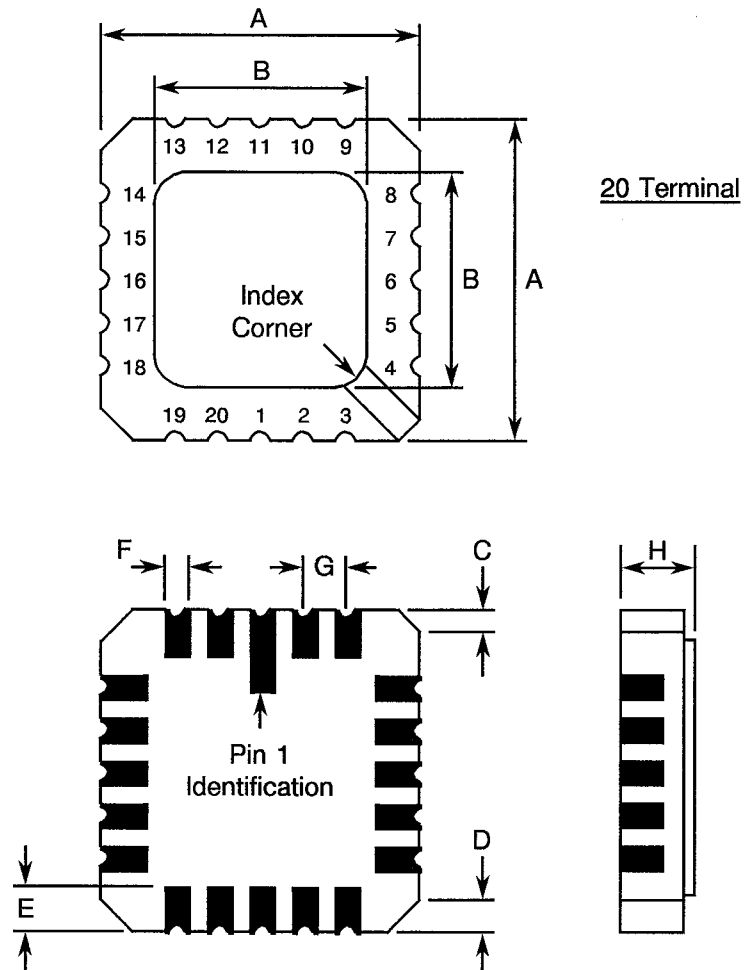 A
B
13 12 11 10 9
20 Terminal
14 8
15 7
16 6
17 5
18 4
B A
Index
Corner
19 20 1 2 3
F G C H
Pin 1
Identification
D
E